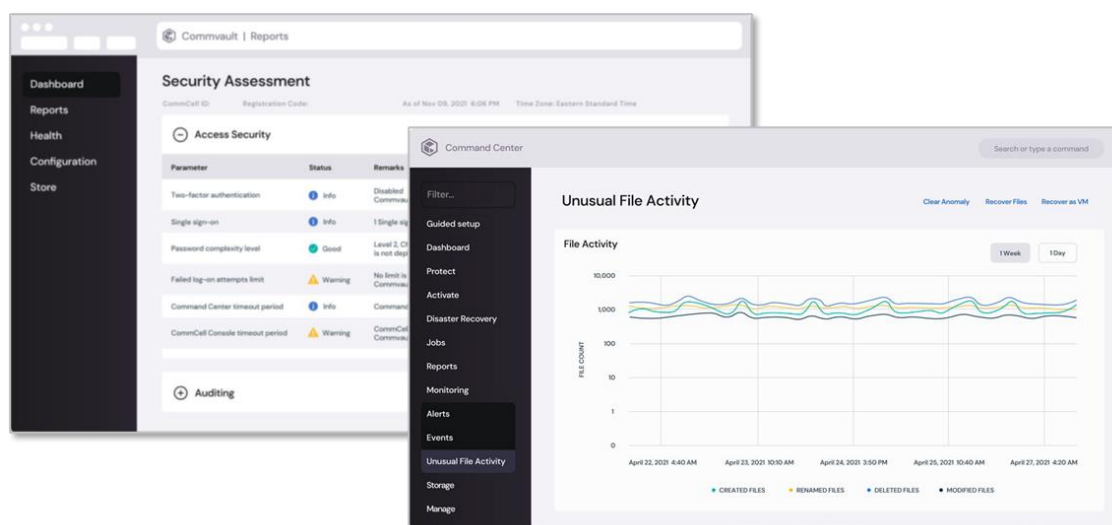 Commvault | Reports
Dashboard
Reports
Health
Configuration
Store
Security Assessment
CommCell ID: Registration Code: As of Nov 09, 2021 6:06 PM Time Zone: Eastern Standard Time
Access Security
Parameter Status Remarks
Two-factor authentication Info Disabled
Commvau
Single sign-on Info 1 Single sig
Password complexity level Good Level 2, Ch
is not dep
Failed log-on attempts limit Warning No limit is
Commvau
Command Center timeout period Info Command
CommCell Console timeout period Warning CommCell
Commvau
Auditing
Command Center
Search or type a command
Filter...
Guided setup
Dashboard
Protect
Activate
Disaster Recovery
Jobs
Reports
Monitoring
Alerts
Events
Unusual File Activity
Storage
Manage
Unusual File Activity
Clear Anomaly Recover Files Recover as VM
File Activity
1 Week 1 Day
FILE COUNT
10,000
1,000
100
10
1
0
April 22, 2021 4:40 AM April 23, 2021 10:10 AM April 24, 2021 3:50 PM April 25, 2021 10:40 AM April 27, 2021 4:20 AM
CREATED FILES RENAMED FILES DELETED FILES MODIFIED FILES